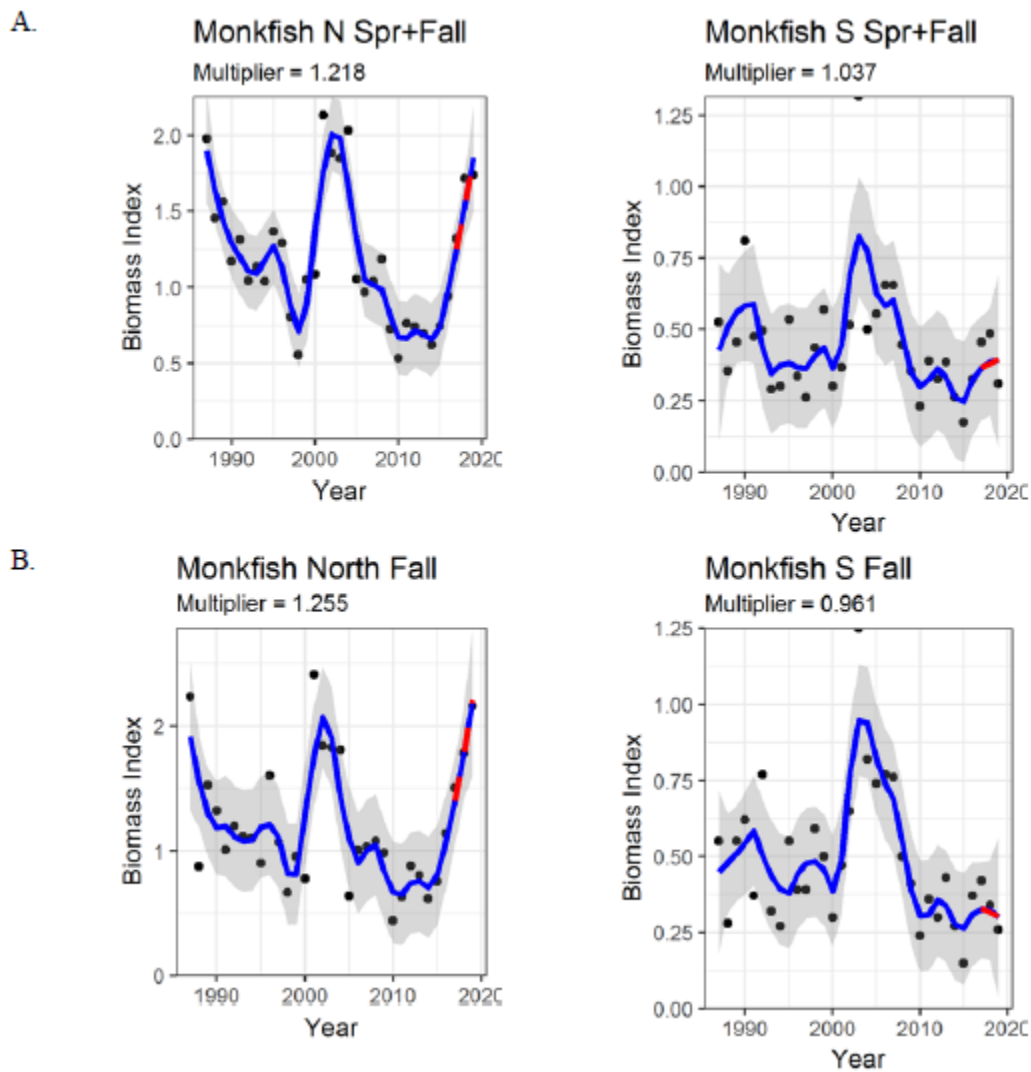 A.
Monkfish N Spr+Fall
Multiplier = 1.218
Biomass Index
2.0
1.5
1.0
0.5
0.0
1990
2000
2010
202
Year
Monkfish S Spr+Fall
Multiplier = 1.037
Biomass Index
1.25
1.00
0.75
0.50
0.25
0.00
1990
2000
2010
202
Year
B.
Monkfish North Fall
Multiplier = 1.255
Biomass Index
2
1
0
1990
2000
2010
202
Year
Monkfish S Fall
Multiplier = 0.961
Biomass Index
1.25
1.00
0.75
0.50
0.25
0.00
1990
2000
2010
202
Year